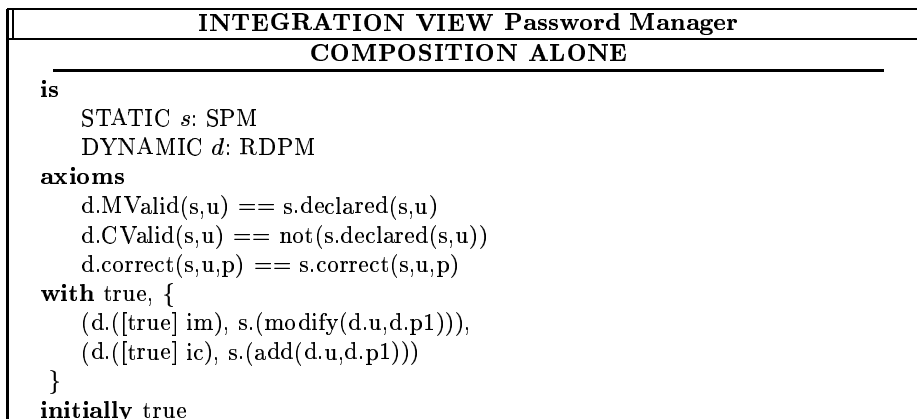 INTEGRATION VIEW Password Manager
COMPOSITION ALONE
is
STATIC s: SPM
DYNAMIC d: RDPM
axioms
d.MValid(s,u) == s.declared(s,u)
d.CValid(s,u) == not(s.declared(s,u))
d.correct(s,u,p) == s.correct(s,u,p)
with true, {
(d.([true] im), s.(modify(d.u,d.p1))),
(d.([true] ic), s.(add(d.u,d.p1)))
}
initially true